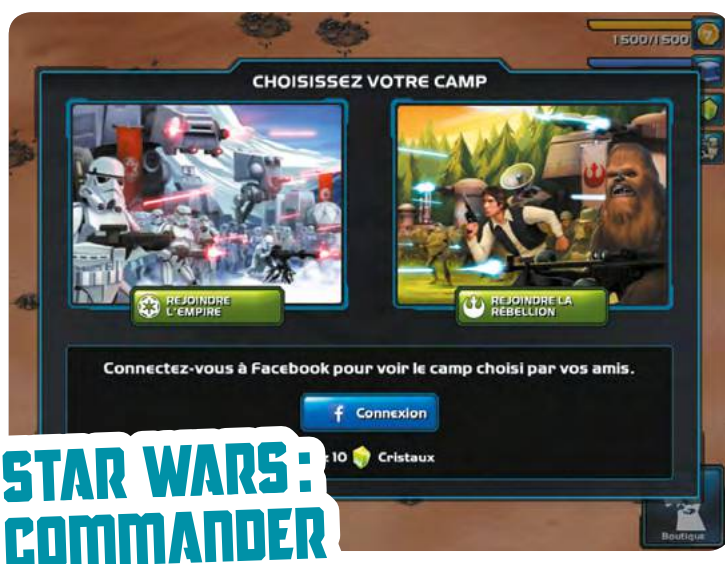 1500/1500
CHOISISSEZ VOTRE CAMP
REJOINDRE
L'EMPIRE
REJOINDRE LA
RÉBELLION
Connectez-vous à Facebook pour voir le camp choisi par vos amis.
f Connexion
10 Cristaux
STAR WARS :
COMMANDER
Boutique